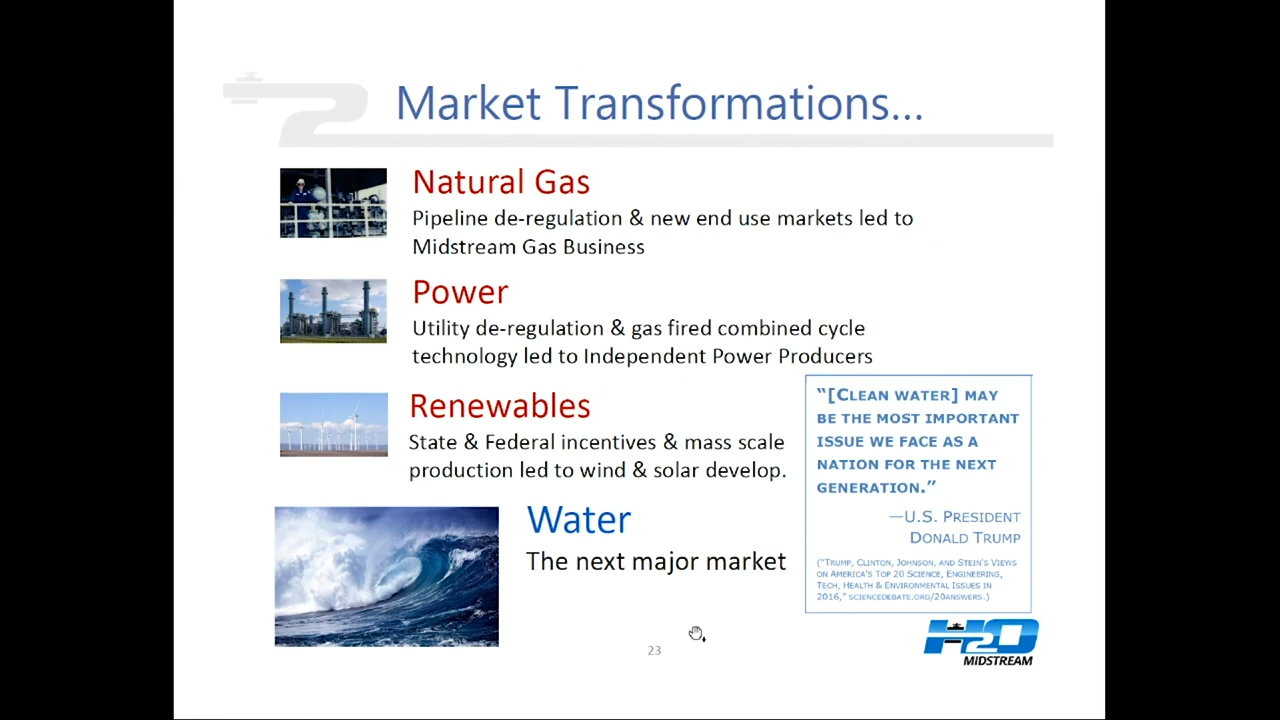 Market Transformations...
Natural Gas
Pipeline de-regulation & new end use markets led to
Midstream Gas Business
Power
Utility de-regulation & gas fired combined cycle
technology led to Independent Power Producers
Renewables
State & Federal incentives & mass scale
production led to wind & solar develop.
Water
The next major market
“[CLEAN WATER] MAY
BE THE MOST IMPORTANT
ISSUE WE FACE AS A
NATION FOR THE NEXT
GENERATION.”
—U.S. PRESIDENT
DONALD TRUMP
(“TRUMP, CLINTON, JOHNSON, AND STEIN'S VIEWS
ON AMERICA'S TOP 20 SCIENCE, ENGINEERING,
TECH, HEALTH & ENVIRONMENTAL ISSUES IN
2016,” SCIENCEDEBATE.ORG/20ANSWERS.)
23
H2O
MIDSTREAM